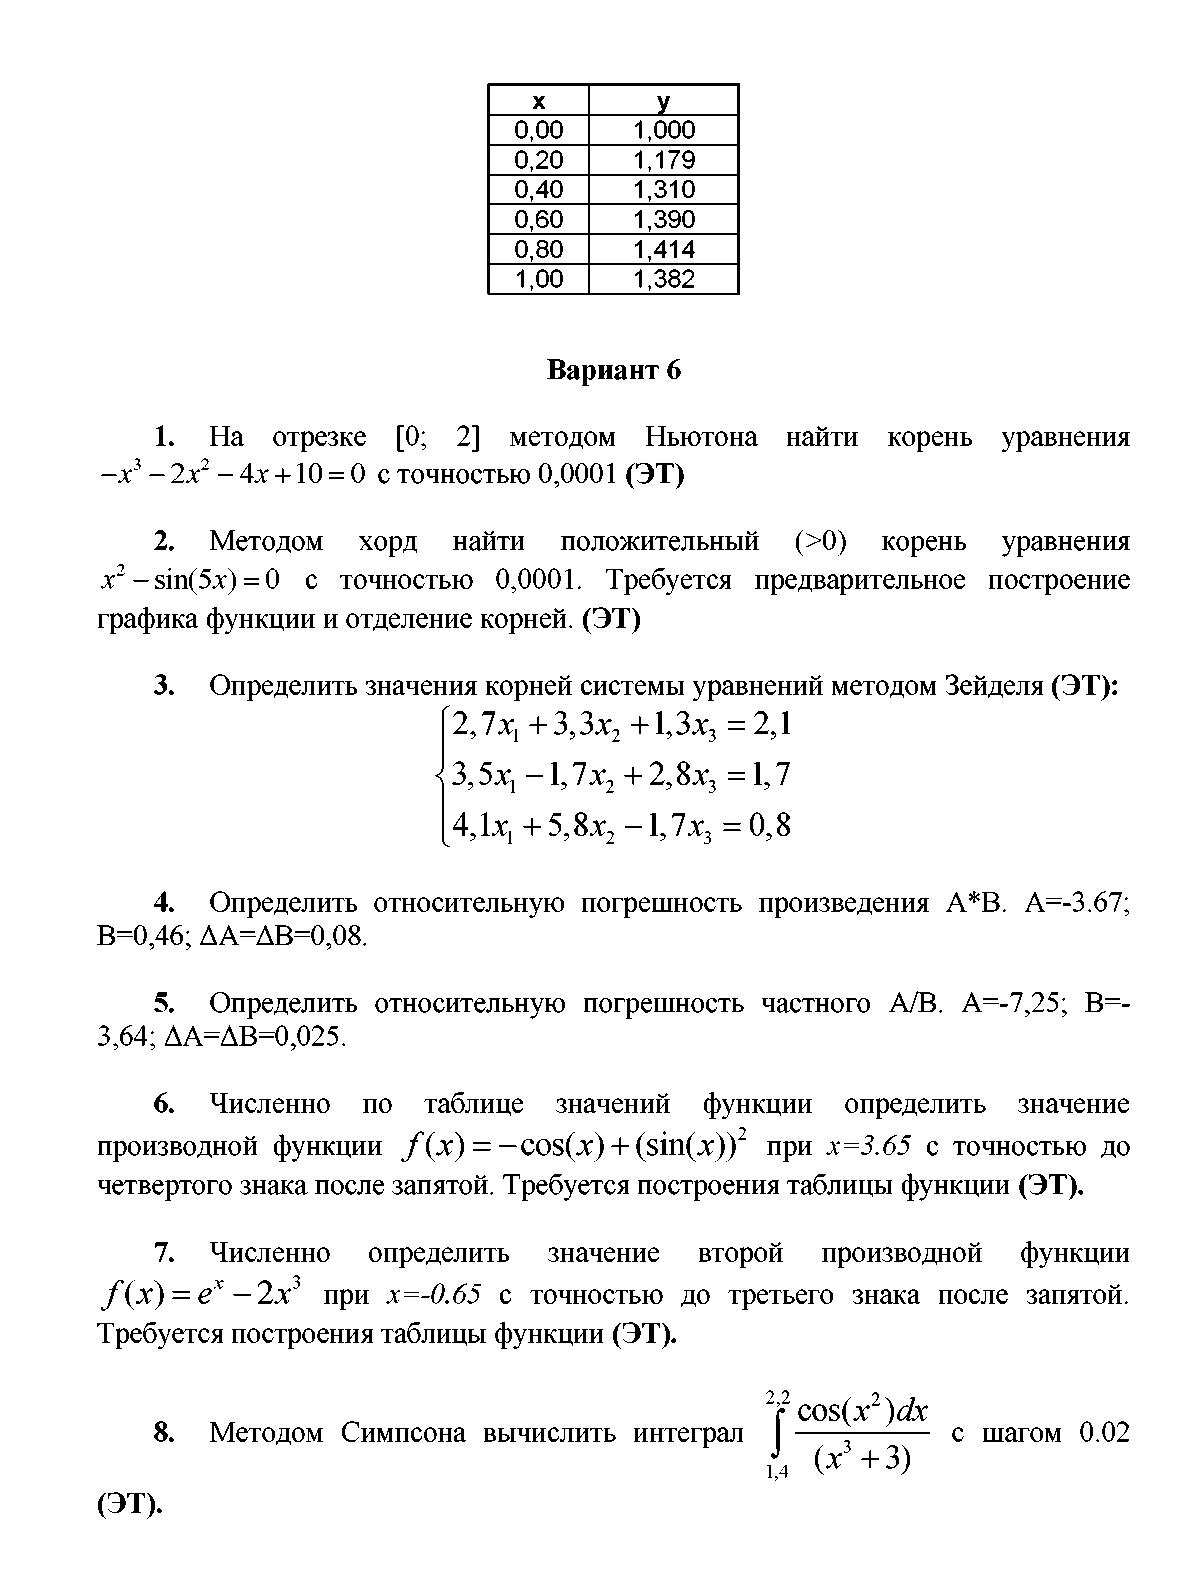 x y
0,00 1,000
0,20 1,179
0,40 1,310
0,60 1,390
0,80 1,414
1,00 1,382
Вариант 6
1. На отрезке [0; 2] методом Ньютона найти корень уравнения
−x³ − 2x² − 4x + 10 = 0 с точностью 0,0001 (ЭТ)
2. Методом хорд найти положительный (>0) корень уравнения
x² − sin(5x) = 0 с точностью 0,0001. Требуется предварительное построение
графика функции и отделение корней. (ЭТ)
3. Определить значения корней системы уравнений методом Зейделя (ЭТ):
2,7x₁ + 3,3x₂ + 1,3x₃ = 2,1
3,5x₁ − 1,7x₂ + 2,8x₃ = 1,7
4,1x₁ + 5,8x₂ − 1,7x₃ = 0,8
4. Определить относительную погрешность произведения A*B. A=-3.67;
B=0,46; ΔA=ΔB=0,08.
5. Определить относительную погрешность частного A/B. A=-7,25; B=-
3,64; ΔA=ΔB=0,025.
6. Численно по таблице значений функции определить значение
производной функции f(x) = −cos(x) + (sin(x))² при x=3.65 с точностью до
четвертого знака после запятой. Требуется построения таблицы функции (ЭТ).
7. Численно определить значение второй производной функции
f(x) = eˣ − 2x³ при x=-0.65 с точностью до третьего знака после запятой.
Требуется построения таблицы функции (ЭТ).
8. Методом Симпсона вычислить интеграл ∫_{1,4}^{2,2} cos(x²)dx / (x³ + 3) с шагом 0.02
(ЭТ).